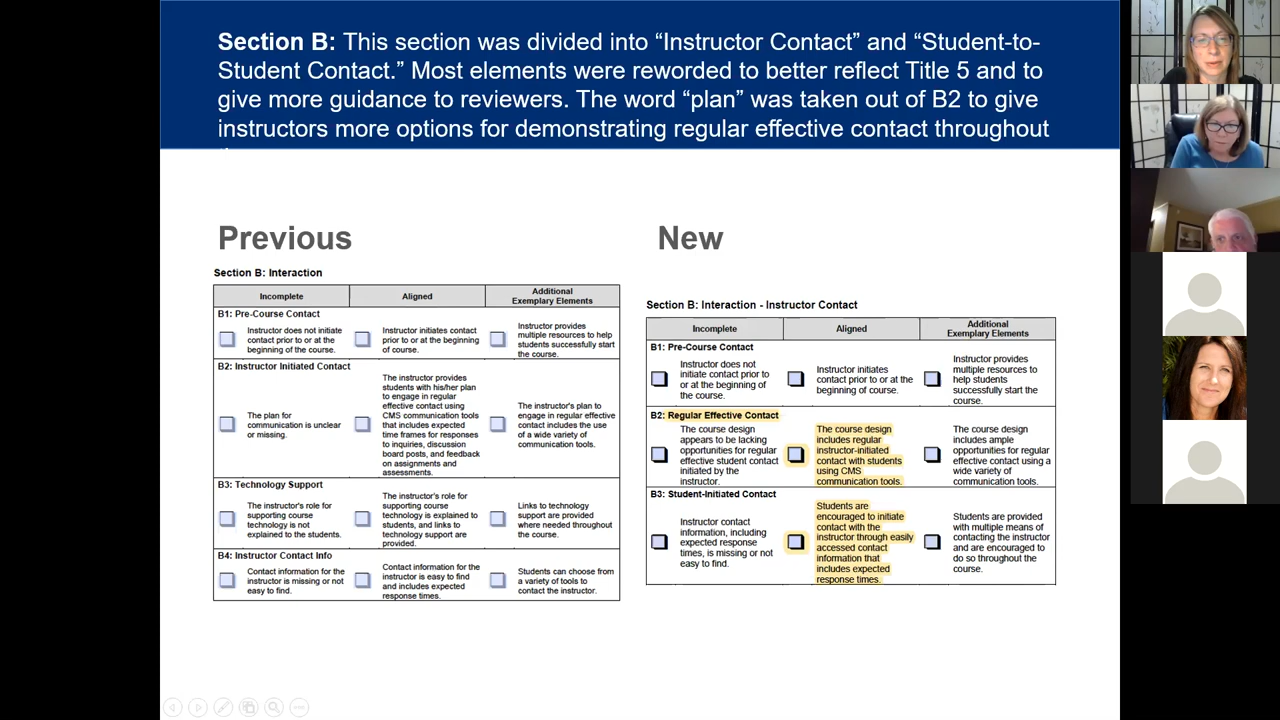 Section B: This section was divided into “Instructor Contact” and “Student-to-
Student Contact.” Most elements were reworded to better reflect Title 5 and to
give more guidance to reviewers. The word “plan” was taken out of B2 to give
instructors more options for demonstrating regular effective contact throughout
Previous
Section B: Interaction
Incomplete
Aligned
Additional
Exemplary Elements
B1: Pre-Course Contact
Instructor does not initiate
contact prior to or at the
beginning of the course.
Instructor initiates contact
prior to or at the beginning
of course.
Instructor provides
multiple resources to help
students successfully start
the course.
B2: Instructor Initiated Contact
The plan for
communication is unclear
or missing.
The instructor provides
students with his/her plan
to engage in regular
effective contact using
CMS communication tools
that includes expected
time frames for responses
to inquiries, discussion
board posts, and feedback
on assignments and
assessments.
The instructor's plan to
engage in regular effective
contact includes the use
of a wide variety of
communication tools.
B3: Technology Support
The instructor's role for
supporting course
technology is not
explained to the students.
The instructor's role for
supporting course
technology is explained to
students, and links to
technology support are
provided.
Links to technology
support are provided
where needed throughout
the course.
B4: Instructor Contact Info
Contact information for the
instructor is missing or not
easy to find.
Contact information for the
instructor is easy to find
and includes expected
response times.
Students can choose from
a variety of tools to
contact the instructor.
New
Section B: Interaction - Instructor Contact
Incomplete
Aligned
Additional
Exemplary Elements
B1: Pre-Course Contact
Instructor does not
initiate contact prior to
or at the beginning of
the course.
Instructor initiates
contact prior to or at the
beginning of course.
Instructor provides
multiple resources to
help students
successfully start the
course.
B2: Regular Effective Contact
The course design
appears to be lacking
opportunities for regular
effective student contact
initiated by the
instructor.
The course design
includes regular
instructor-initiated
contact with students
using CMS
communication tools.
The course design
includes ample
opportunities for regular
effective contact using a
wide variety of
communication tools.
B3: Student-Initiated Contact
Instructor contact
information, including
expected response
times, is missing or not
easy to find.
Students are
encouraged to initiate
contact with the
instructor through easily
accessed contact
information that
includes expected
response times.
Students are provided
with multiple means of
contacting the instructor
and are encouraged to
do so throughout the
course.